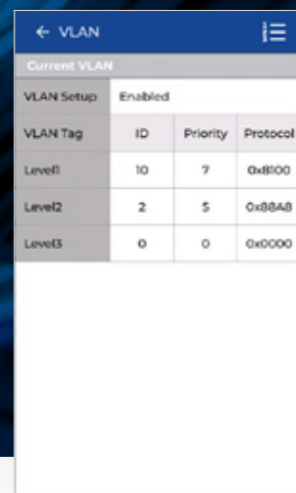 ← VLAN
Current VLAN
VLAN Setup Enabled
VLAN Tag ID Priority Protocol
Level1 10 7 0x8100
Level2 2 5 0x88A8
Level3 0 0 0x0000